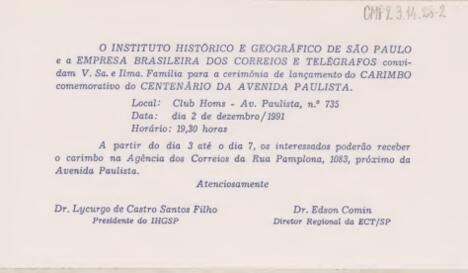 CMP2.3.14.28-2
O INSTITUTO HISTÓRICO E GEOGRÁFICO DE SÃO PAULO
e a EMPRESA BRASILEIRA DOS CORREIOS E TELÉGRAFOS convi-
dam V. Sa. e Ilma. Família para a cerimônia de lançamento do CARIMBO
comemorativo do CENTENÁRIO DA AVENIDA PAULISTA.
Local: Club Homs - Av. Paulista, n.º 735
Data: dia 2 de dezembro/1991
Horário: 19,30 horas
A partir do dia 3 até o dia 7, os interessados poderão receber
o carimbo na Agência dos Correios da Rua Pamplona, 1083, próximo da
Avenida Paulista.
Atenciosamente
Dr. Lycurgo de Castro Santos Filho
Presidente do IHGSP
Dr. Edson Comin
Diretor Regional da ECT/SP